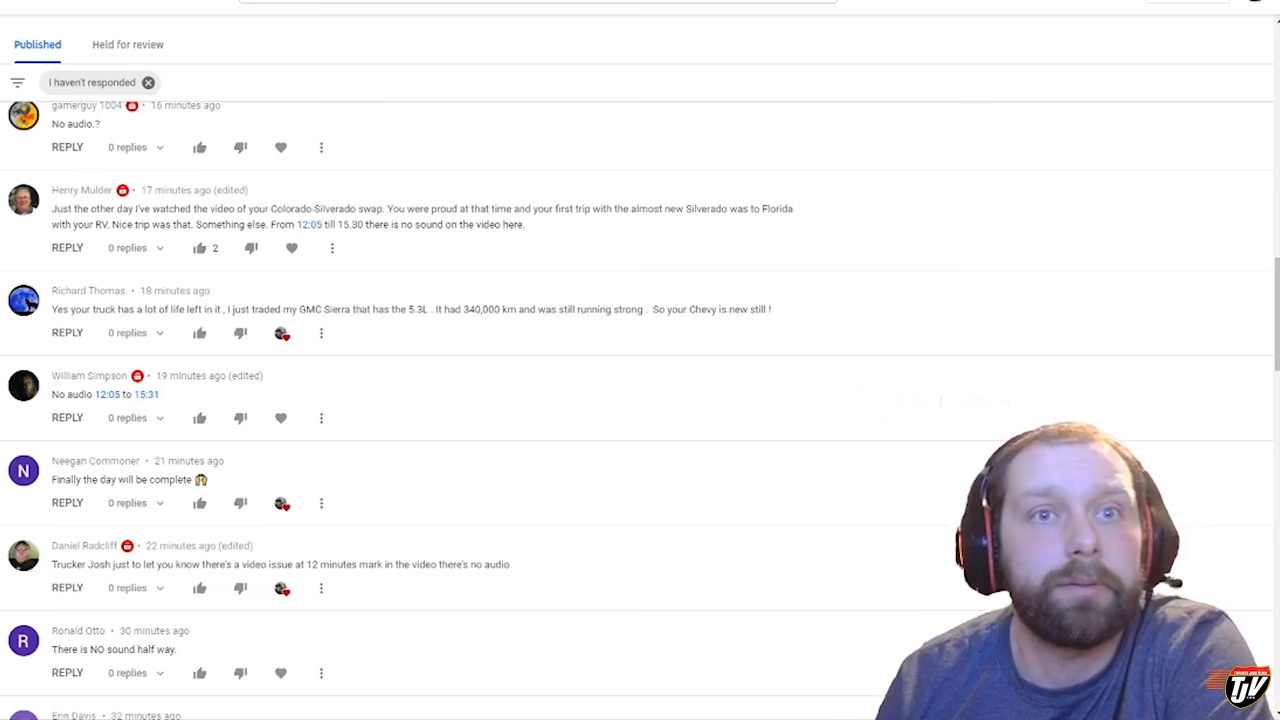 Published
Held for review
I haven't responded
gamerguy 1004 • 16 minutes ago
No audio.?
REPLY 0 replies
Henry Mulder • 17 minutes ago (edited)
Just the other day I've watched the video of your Colorado-Silverado swap. You were proud at that time and your first trip with the almost new Silverado was to Florida
with your RV. Nice trip was that. Something else. From 12:05 till 15.30 there is no sound on the video here.
REPLY 0 replies 2
Richard Thomas • 18 minutes ago
Yes your truck has a lot of life left in it , I just traded my GMC Sierra that has the 5.3L . It had 340,000 km and was still running strong . So your Chevy is new still !
REPLY 0 replies
William Simpson • 19 minutes ago (edited)
No audio 12:05 to 15:31
REPLY 0 replies
N
Neegan Commoner • 21 minutes ago
Finally the day will be complete
REPLY 0 replies
Daniel Radcliff • 22 minutes ago (edited)
Trucker Josh just to let you know there's a video issue at 12 minutes mark in the video there's no audio
REPLY 0 replies
R
Ronald Otto • 30 minutes ago
There is NO sound half way.
REPLY 0 replies
Erin Davis • 32 minutes ago
TJV